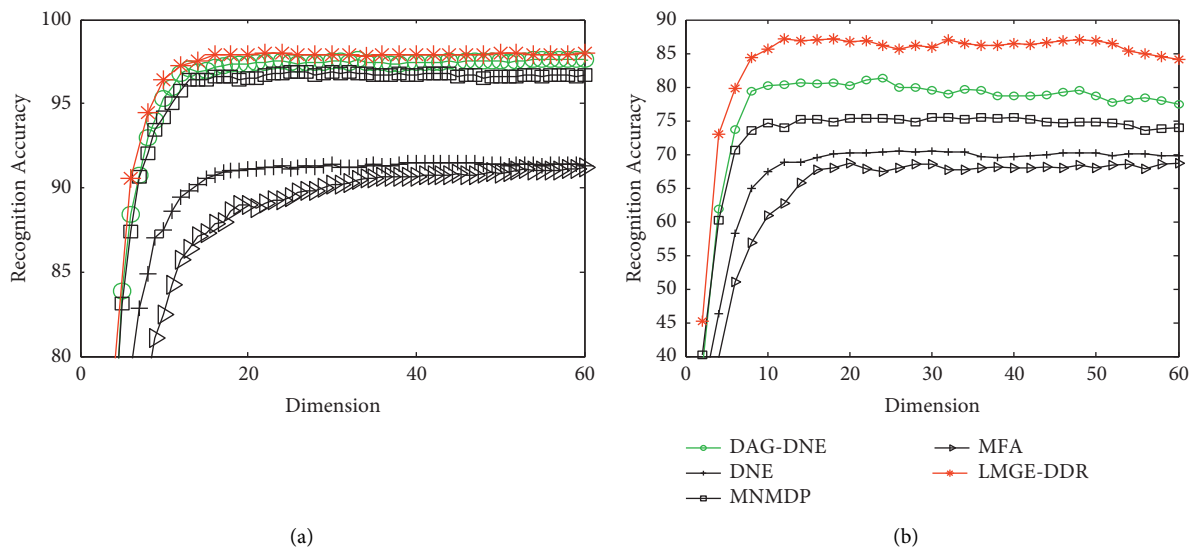 100
95
90
85
80
Recognition Accuracy
0
20
40
60
Dimension
(a)
90
85
80
75
70
65
60
55
50
45
40
Recognition Accuracy
0
10
20
30
40
50
60
Dimension
DAG-DNE
DNE
MNMDP
MFA
LMGE-DDR
(b)